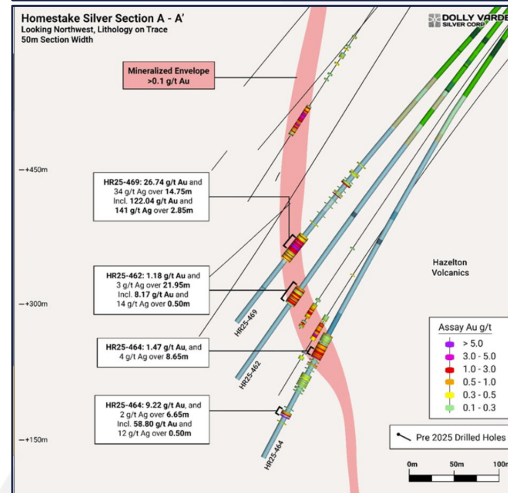 Homestake Silver Section A - A'
Looking Northwest, Lithology on Trace
50m Section Width
DOLLY VARDE
SILVER CORP
Mineralized Envelope
>0.1 g/t Au
+450m
HR25-469: 26.74 g/t Au and
34 g/t Ag over 14.75m
Incl. 122.04 g/t Au and
141 g/t Ag over 2.85m
Hazelton
Volcanics
HR25-462: 1.18 g/t Au and
3 g/t Ag over 21.95m
Incl. 8.17 g/t Au and
14 g/t Ag over 0.50m
+300m
HR25-469
HR25-464: 1.47 g/t Au, and
4 g/t Ag over 8.65m
HR25-462
Assay Au g/t
> 5.0
3.0 - 5.0
1.0 - 3.0
0.5 - 1.0
0.3 - 0.5
0.1 - 0.3
HR25-464: 9.22 g/t Au, and
2 g/t Ag over 6.65m
Incl. 58.80 g/t Au and
12 g/t Ag over 0.50m
Pre 2025 Drilled Holes
+150m
HR25-464
0m 50m 100m